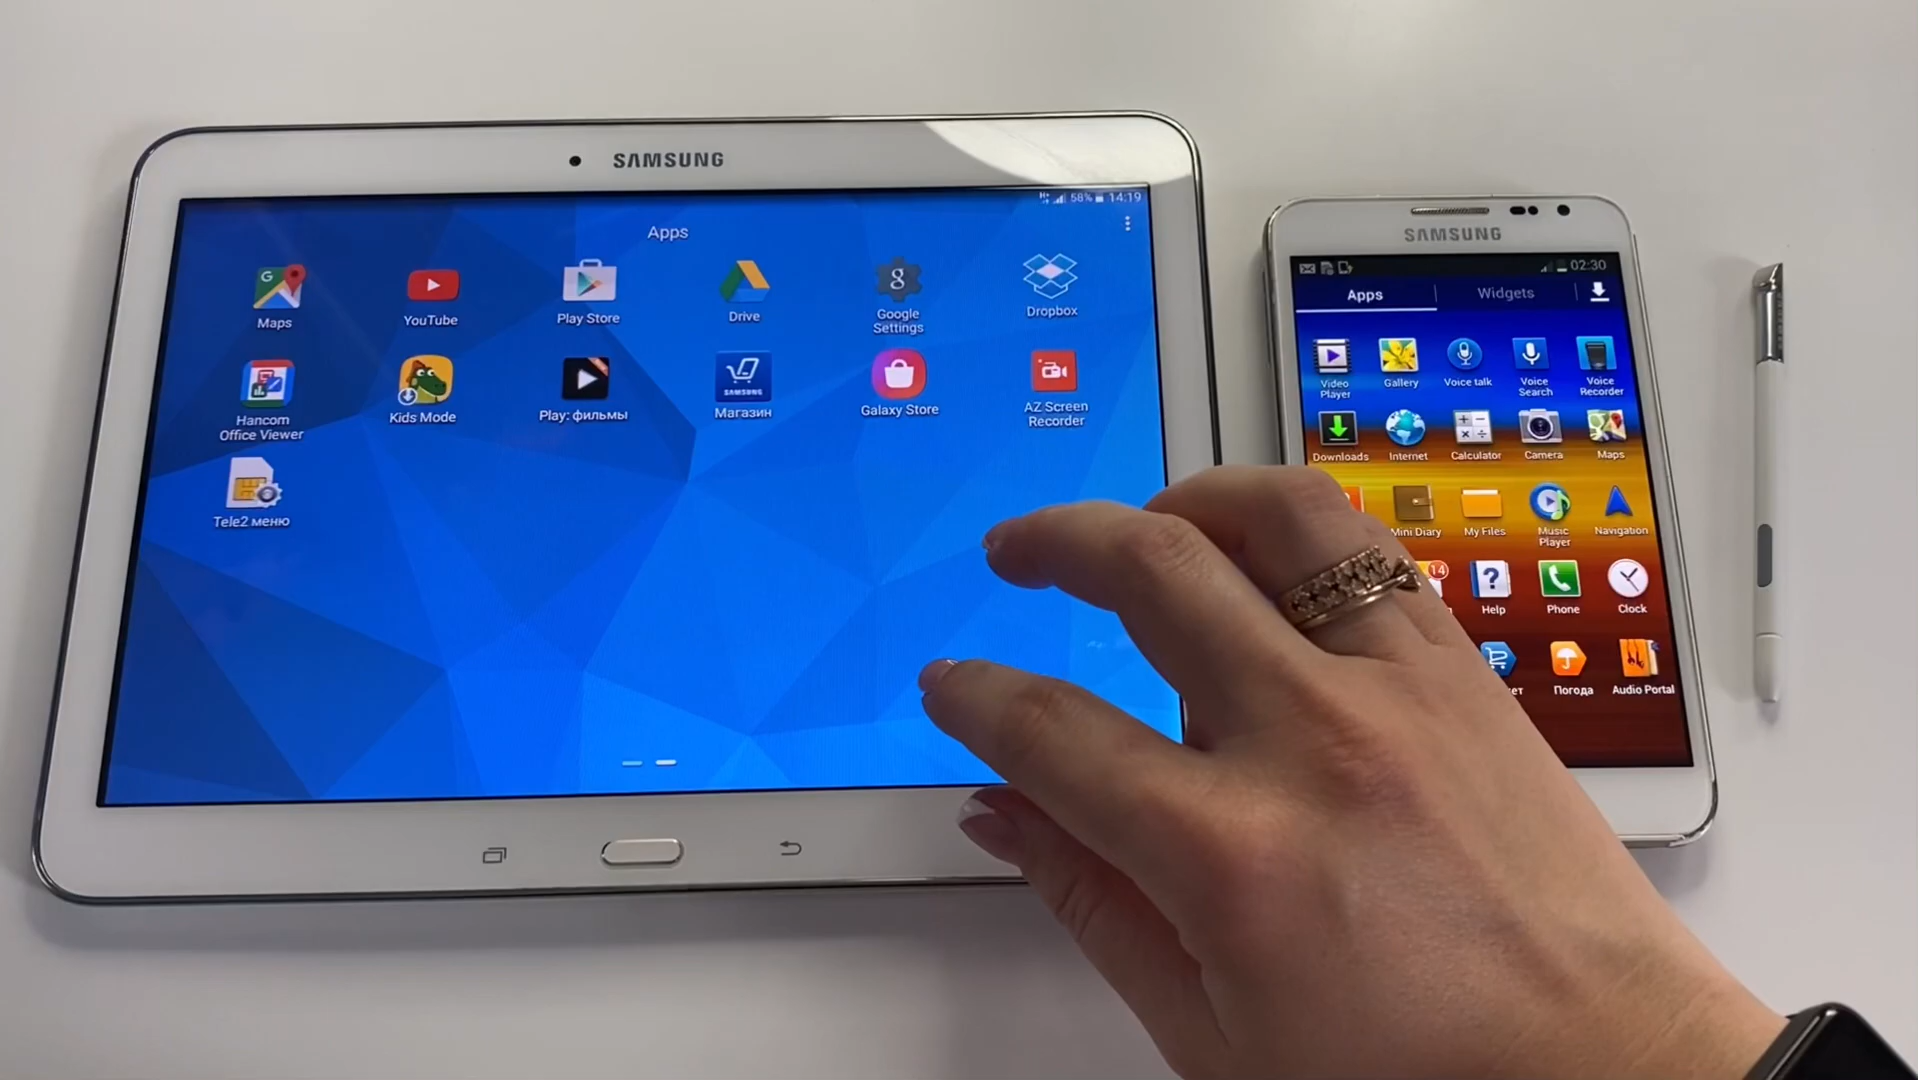 SAMSUNG
58% 14:19
Apps
Maps
YouTube
Play Store
Drive
Google
Settings
Dropbox
Hancom
Office Viewer
Kids Mode
Play: фильмы
SAMSUNG
Магазин
Galaxy Store
AZ Screen
Recorder
Tele2 меню
SAMSUNG
02:30
Apps
Widgets
Video
Player
Gallery
Voice talk
Voice
Search
Voice
Recorder
Downloads
Internet
Calculator
Camera
Maps
Mini Diary
My Files
Music
Player
Navigation
14
Help
Phone
Clock
Погода
Audio Portal